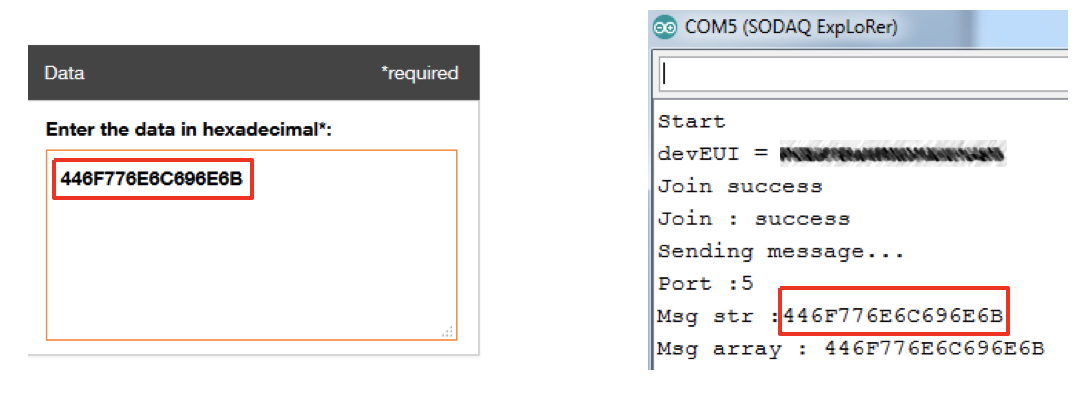 Data *required
Enter the data in hexadecimal*:
446F776E6C696E6B
COM5 (SODAQ ExpLoRer)
Start
devEUI =
Join success
Join : success
Sending message...
Port :5
Msg str :446F776E6C696E6B
Msg array : 446F776E6C696E6B